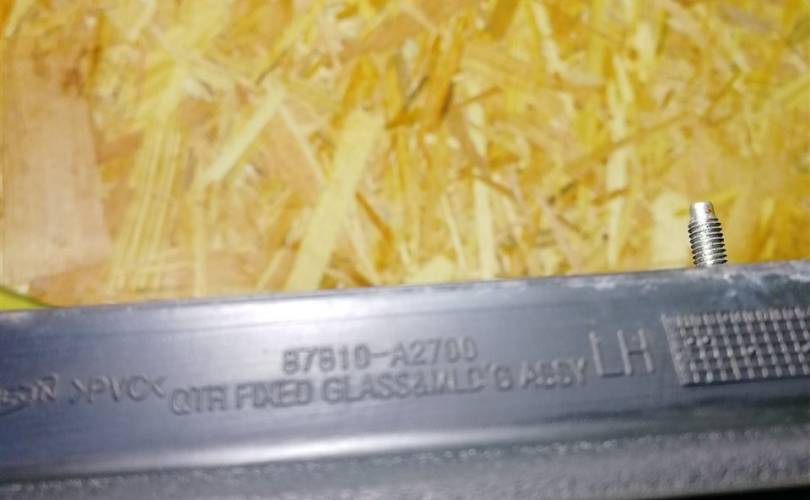 87810-A2700
>PVC< QTR FIXED GLASS&MLD'G ASSY LH